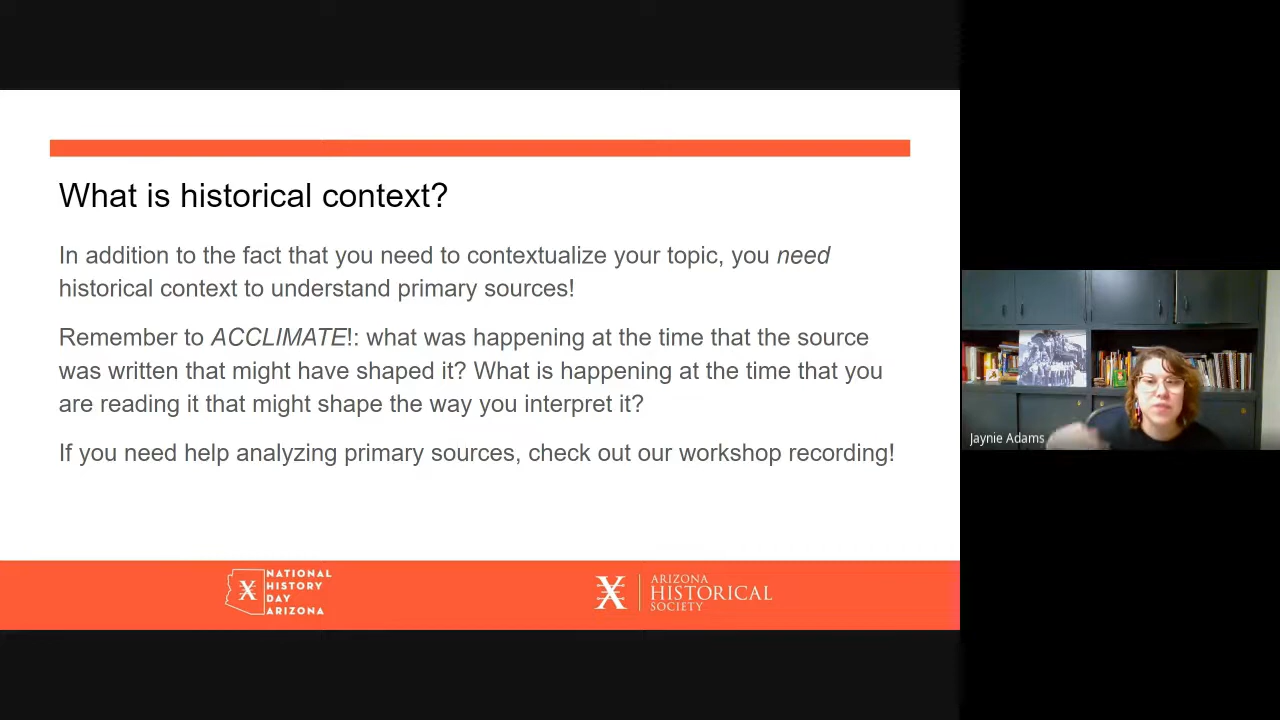 What is historical context?
In addition to the fact that you need to contextualize your topic, you need
historical context to understand primary sources!
Remember to ACCLIMATE!: what was happening at the time that the source
was written that might have shaped it? What is happening at the time that you
are reading it that might shape the way you interpret it?
If you need help analyzing primary sources, check out our workshop recording!
Jaynie Adams
NATIONAL
HISTORY
DAY
ARIZONA
ARIZONA
HISTORICAL
SOCIETY